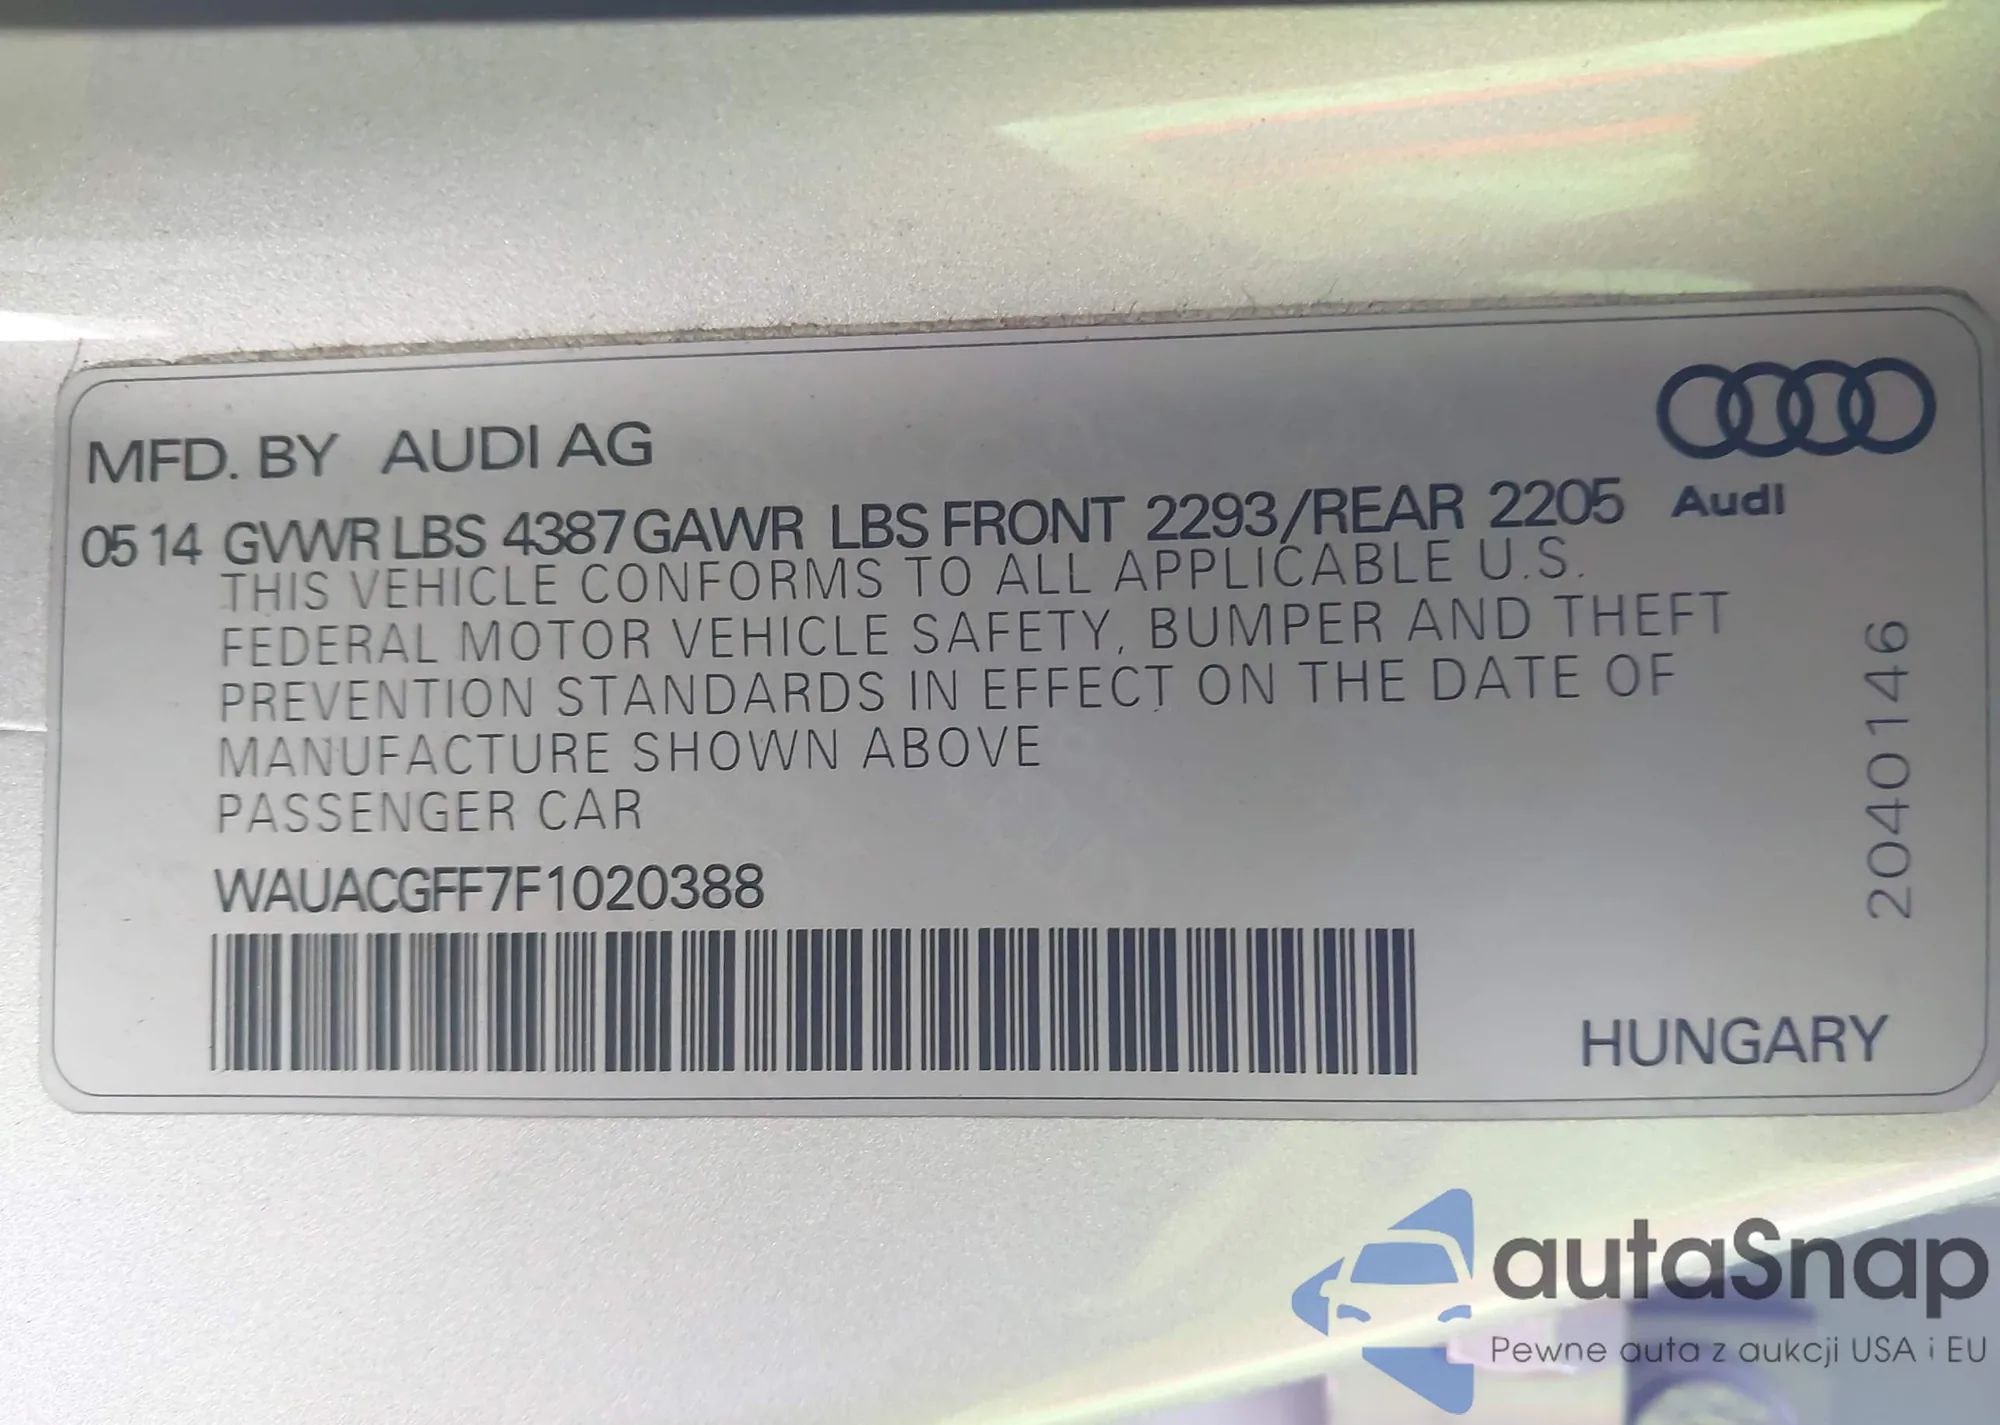 MFD. BY AUDI AG
05 14 GVWR LBS 4387 GAWR LBS FRONT 2293/REAR 2205
Audi
THIS VEHICLE CONFORMS TO ALL APPLICABLE U.S.
FEDERAL MOTOR VEHICLE SAFETY, BUMPER AND THEFT
PREVENTION STANDARDS IN EFFECT ON THE DATE OF
MANUFACTURE SHOWN ABOVE
PASSENGER CAR
WAUACGFF7F1020388
2040146
HUNGARY
autaSnap
Pewne auta z aukcji USA i EU